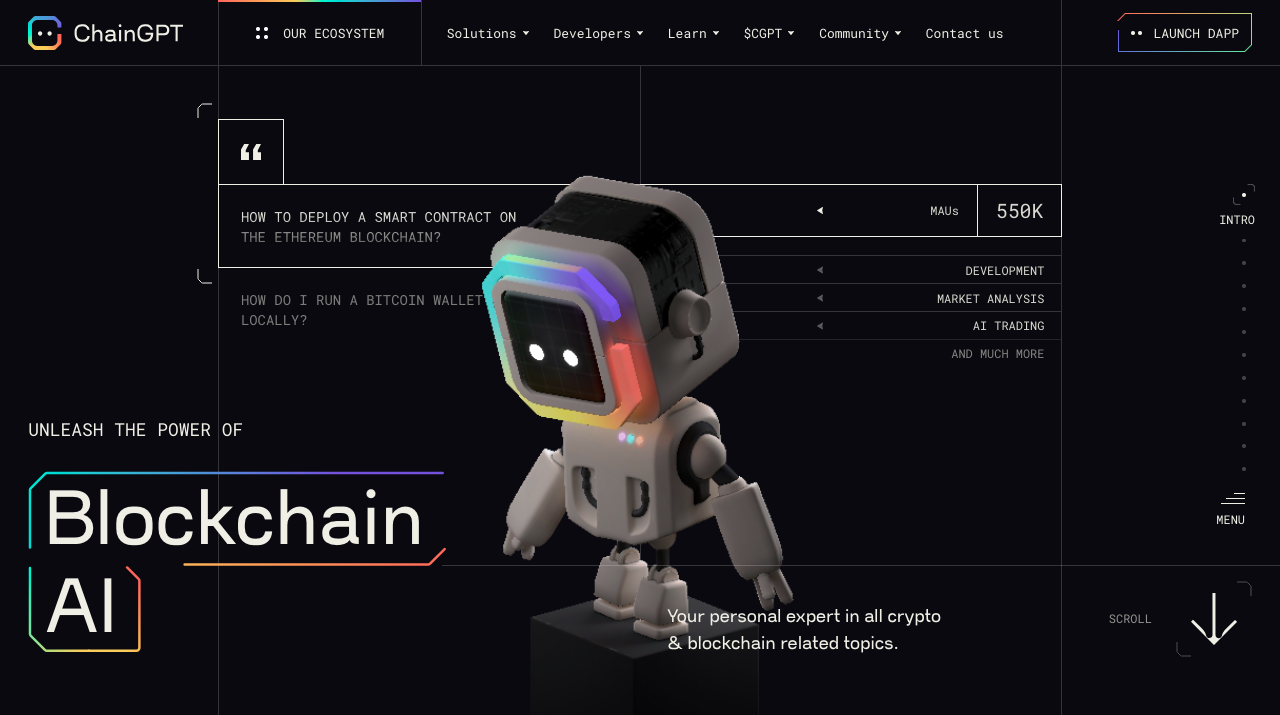 ChainGPT
OUR ECOSYSTEM
Solutions
Developers
Learn
$CGPT
Community
Contact us
LAUNCH DAPP
“
HOW TO DEPLOY A SMART CONTRACT ON
THE ETHEREUM BLOCKCHAIN?
HOW DO I RUN A BITCOIN WALLET
LOCALLY?
MAUs
550K
DEVELOPMENT
MARKET ANALYSIS
AI TRADING
AND MUCH MORE
INTRO
MENU
UNLEASH THE POWER OF
Blockchain
AI
Your personal expert in all crypto
& blockchain related topics.
SCROLL